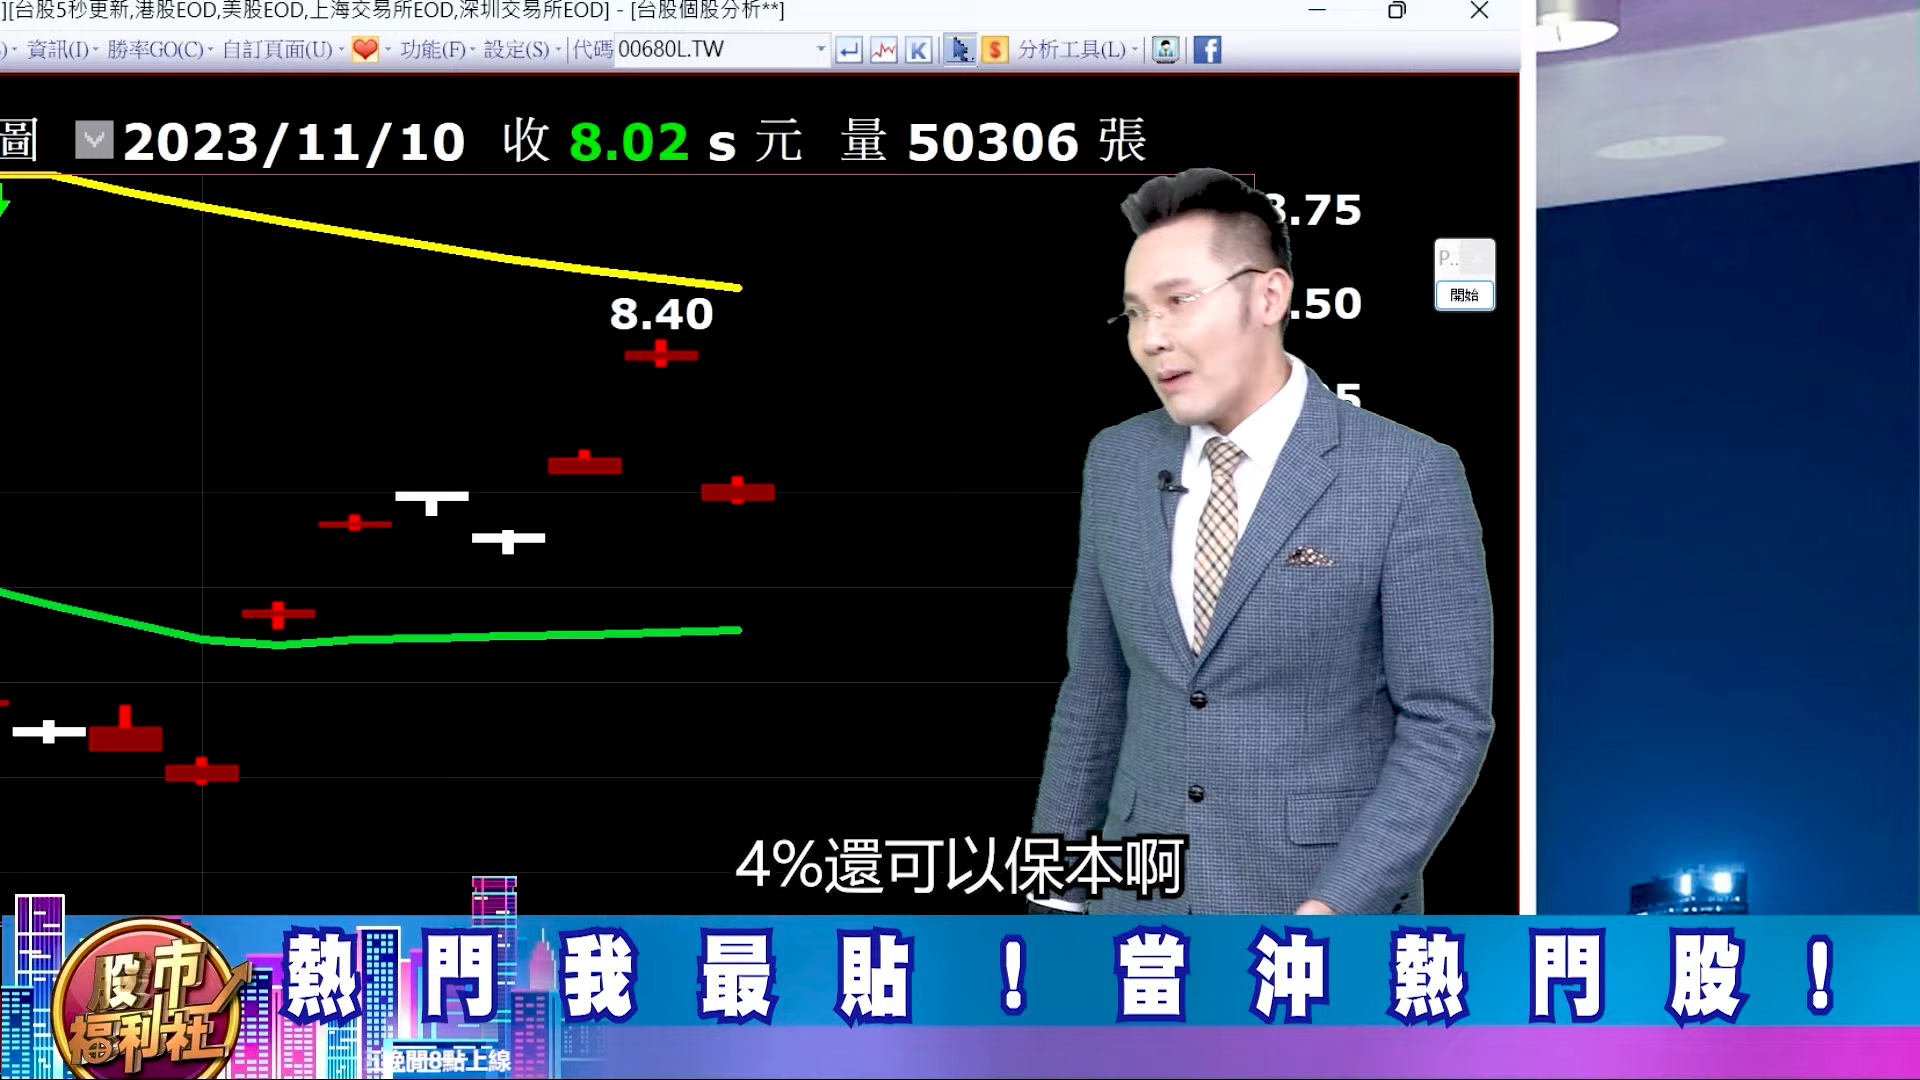 ][台股5秒更新,港股EOD,美股EOD,上海交易所EOD,深圳交易所EOD] - [台股個股分析**]
資訊(I) 勝率GO(C) 自訂頁面(U) 功能(F) 設定(S) 代碼 00680L.TW K $ 分析工具(L) f
圖 2023/11/10 收 8.02 s 元 量 50306 張
.75
P..
開始
8.40
.50
5
4%還可以保本啊
熱門我最貼！當沖熱門股！
股市
福利社
晚間8點上線